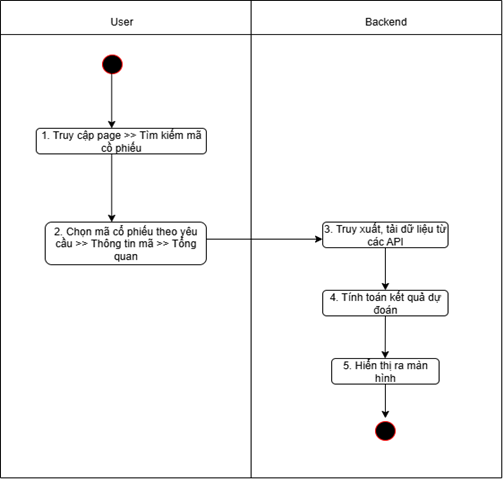 User
Backend
1. Truy cập page >> Tìm kiếm mã
cổ phiếu
2. Chọn mã cổ phiếu theo yêu
cầu >> Thông tin mã >> Tổng
quan
3. Truy xuất, tải dữ liệu từ
các API
4. Tính toán kết quả dự
đoán
5. Hiển thị ra màn
hình